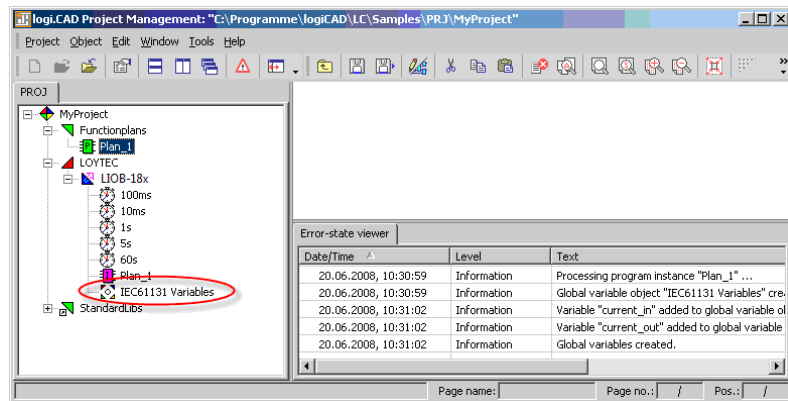 logi.CAD Project Management: "C:\Programme\logiCAD\LC\Samples\PRJ\MyProject"
Project Object Edit Window Tools Help
PROJ
MyProject
Functionplans
Plan_1
LOYTEC
LIOB-18x
100ms
10ms
1s
5s
60s
Plan_1
IEC61131 Variables
StandardLibs
Error-state viewer
Date/Time Level Text
20.06.2008, 10:30:59 Information Processing program instance "Plan_1" ...
20.06.2008, 10:30:59 Information Global variable object "IEC61131 Variables" cre
20.06.2008, 10:31:02 Information Variable "current_in" added to global variable ol
20.06.2008, 10:31:02 Information Variable "current_out" added to global variable
20.06.2008, 10:31:02 Information Global variables created.
Page name: Page no.: / Pos.: /